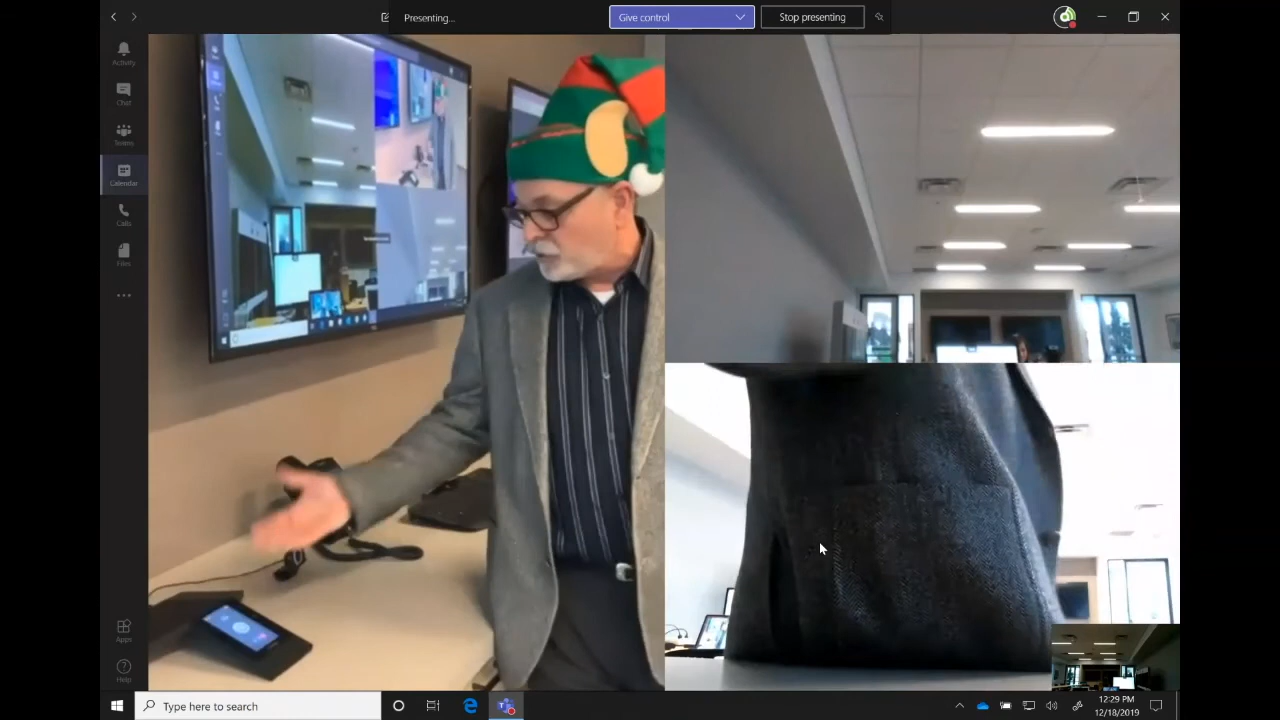 Presenting...
Give control
Stop presenting
Activity
Chat
Teams
Calendar
Calls
Files
Apps
Help
Type here to search
12:29 PM
12/18/2019